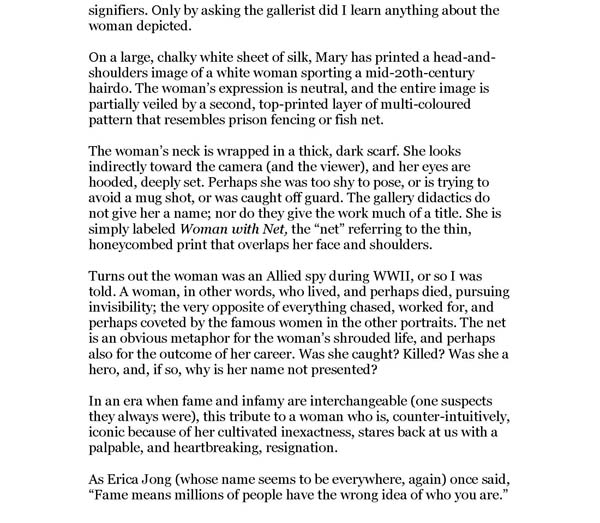 signifiers. Only by asking the gallerist did I learn anything about the
woman depicted.
On a large, chalky white sheet of silk, Mary has printed a head-and-
shoulders image of a white woman sporting a mid-20th-century
hairdo. The woman’s expression is neutral, and the entire image is
partially veiled by a second, top-printed layer of multi-coloured
pattern that resembles prison fencing or fish net.
The woman’s neck is wrapped in a thick, dark scarf. She looks
indirectly toward the camera (and the viewer), and her eyes are
hooded, deeply set. Perhaps she was too shy to pose, or is trying to
avoid a mug shot, or was caught off guard. The gallery didactics do
not give her a name; nor do they give the work much of a title. She is
simply labeled Woman with Net, the “net” referring to the thin,
honeycombed print that overlaps her face and shoulders.
Turns out the woman was an Allied spy during WWII, or so I was
told. A woman, in other words, who lived, and perhaps died, pursuing
invisibility; the very opposite of everything chased, worked for, and
perhaps coveted by the famous women in the other portraits. The net
is an obvious metaphor for the woman’s shrouded life, and perhaps
also for the outcome of her career. Was she caught? Killed? Was she a
hero, and, if so, why is her name not presented?
In an era when fame and infamy are interchangeable (one suspects
they always were), this tribute to a woman who is, counter-intuitively,
iconic because of her cultivated inexactness, stares back at us with a
palpable, and heartbreaking, resignation.
As Erica Jong (whose name seems to be everywhere, again) once said,
“Fame means millions of people have the wrong idea of who you are.”